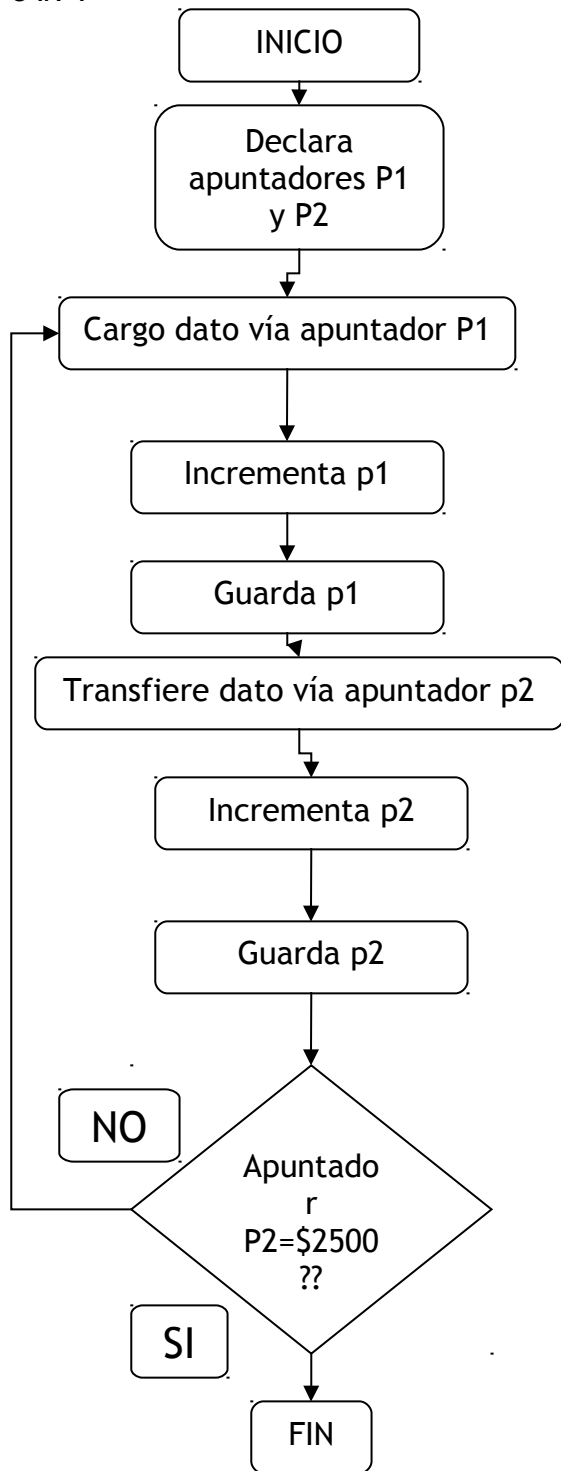 INICIO
Declara
apuntadores P1
y P2
Cargo dato vía apuntador P1
Incrementa p1
Guarda p1
Transfiere dato vía apuntador p2
Incrementa p2
Guarda p2
NO
Apuntado
r
P2=$2500
??
SI
FIN